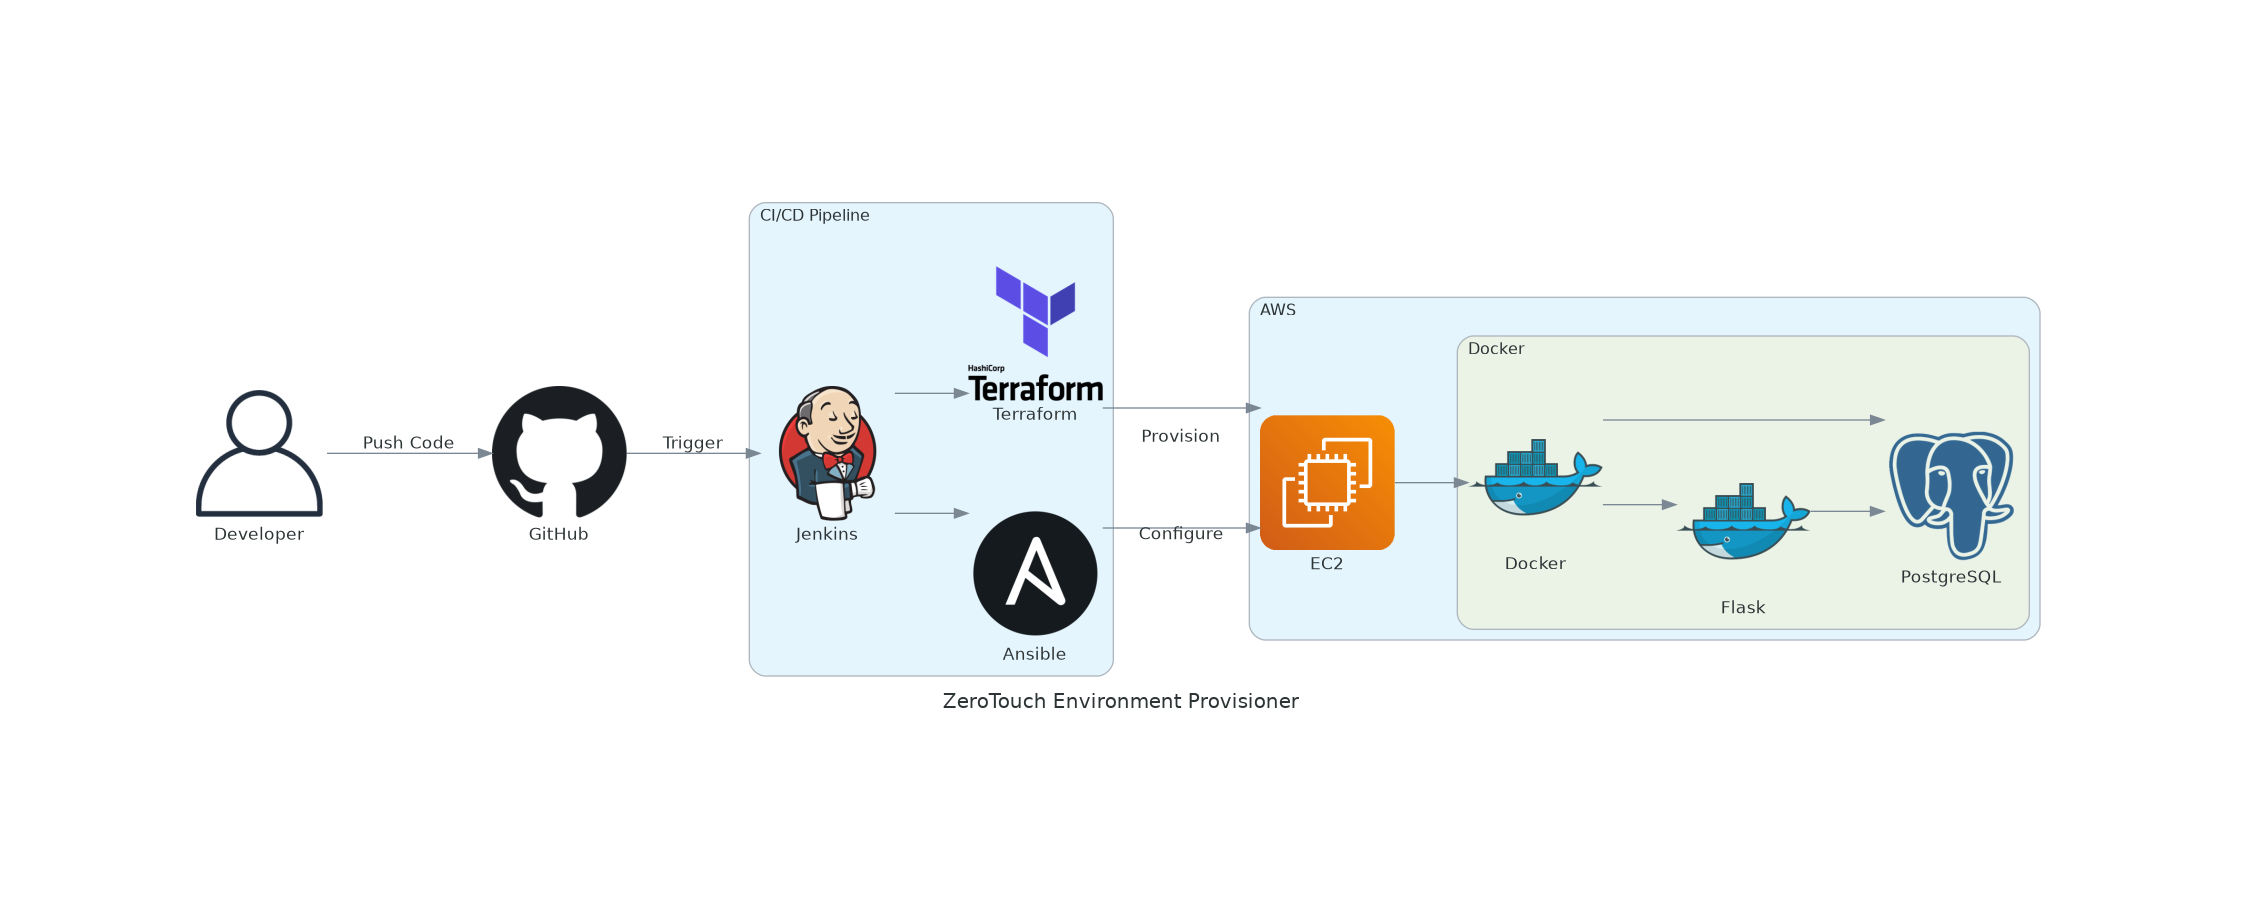 CI/CD Pipeline
HashiCorp
Terraform
Terraform
Push Code
Trigger
Developer
GitHub
Jenkins
Ansible
Provision
Configure
AWS
EC2
Docker
Docker
Flask
PostgreSQL
ZeroTouch Environment Provisioner